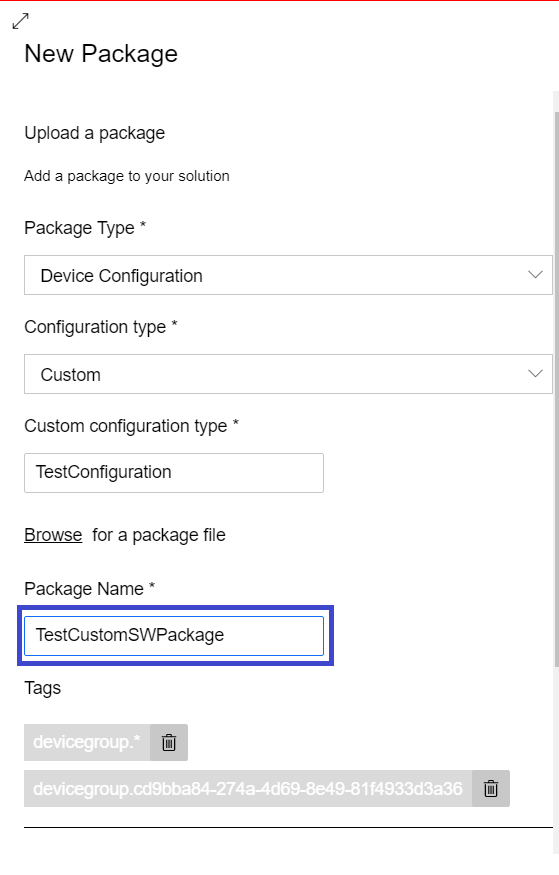 New Package
Upload a package
Add a package to your solution
Package Type *
Device Configuration
Configuration type *
Custom
Custom configuration type *
TestConfiguration
Browse for a package file
Package Name *
TestCustomSWPackage
Tags
devicegroup.*
devicegroup.cd9bba84-274a-4d69-8e49-81f4933d3a36